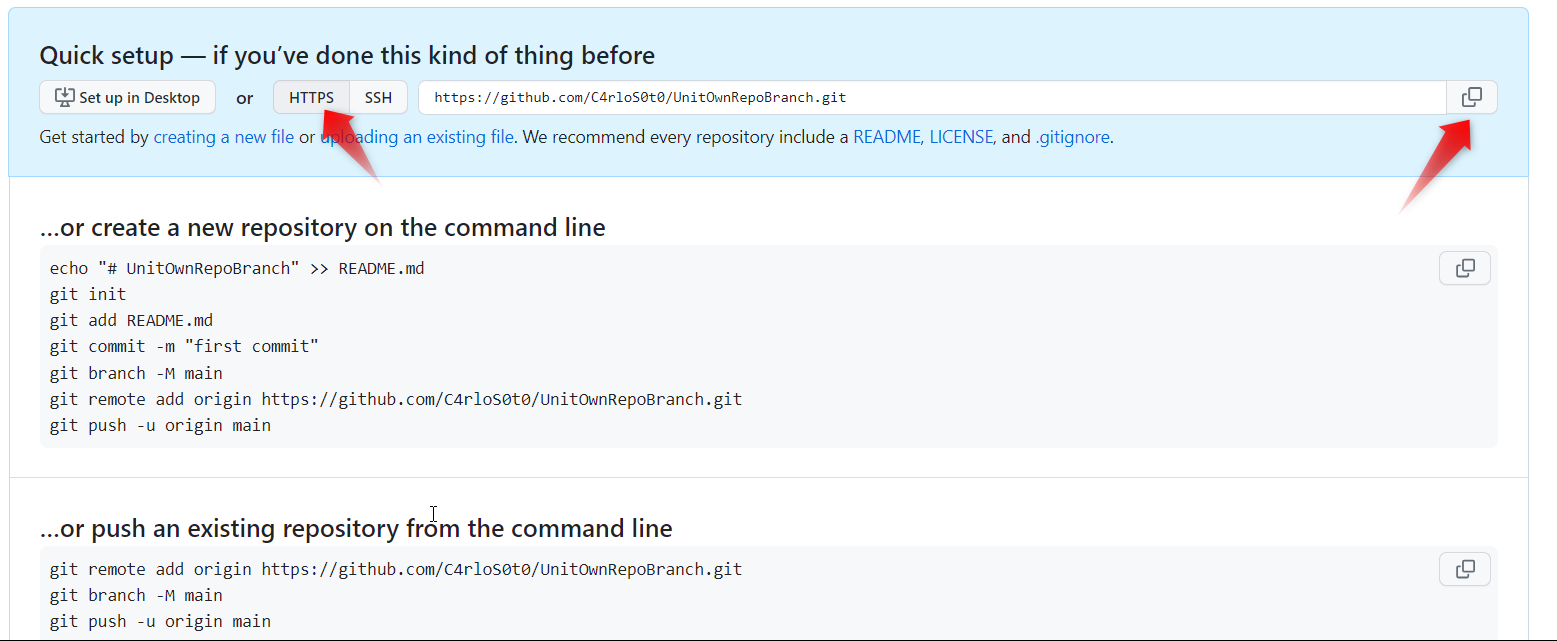 Quick setup — if you’ve done this kind of thing before
Set up in Desktop or HTTPS SSH https://github.com/C4rloS0t0/UnitOwnRepoBranch.git
Get started by creating a new file or uploading an existing file. We recommend every repository include a README, LICENSE, and .gitignore.
…or create a new repository on the command line
echo "# UnitOwnRepoBranch" >> README.md
git init
git add README.md
git commit -m "first commit"
git branch -M main
git remote add origin https://github.com/C4rloS0t0/UnitOwnRepoBranch.git
git push -u origin main
…or push an existing repository from the command line
git remote add origin https://github.com/C4rloS0t0/UnitOwnRepoBranch.git
git branch -M main
git push -u origin main